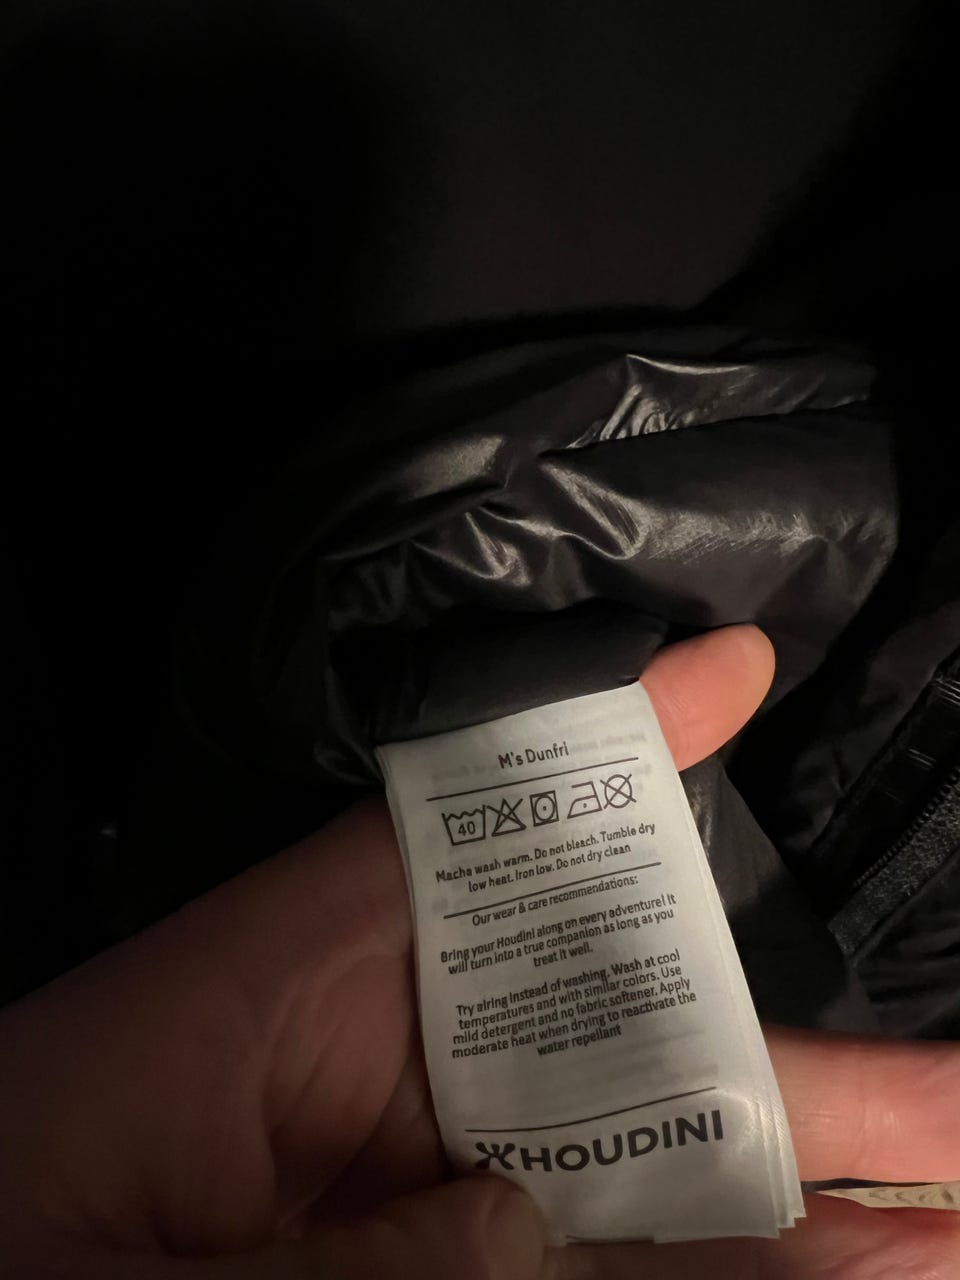 M's Dunfri
40
Macha wash warm. Do not bleach. Tumble dry
low heat. Iron low. Do not dry clean
Our wear & care recommendations:
Bring your Houdini along on every adventure! It
will turn into a true companion as long as you
treat it well.
Try airing instead of washing. Wash at cool
temperatures and with similar colors. Use
mild detergent and no fabric softener. Apply
moderate heat when drying to reactivate the
water repellant
HOUDINI